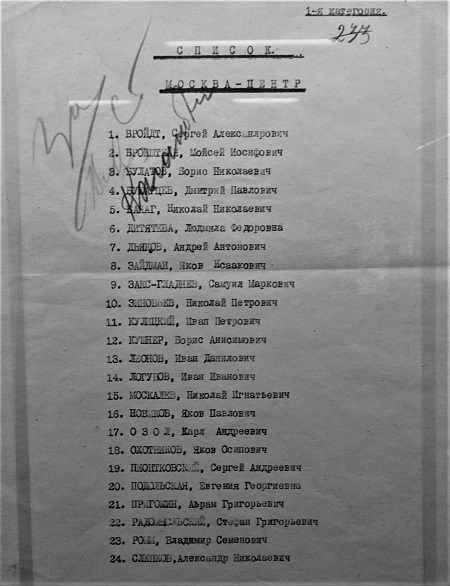 1-я категория.
273
СПИСОК.
МОСКВА-ЦЕНТР
За
1. БРОЙДТ, Сергей Александрович
2. БРОНШТЕЙН, Мойсей Иосифович
3. БУЛАТОВ, Борис Николаевич
4. Дмитрий Павлович
5. Николай Николаевич
6. ДИТЯТЕВА, Людмила Федоровна
7. ДЬЯКОВ, Андрей Антонович
8. ЗАЙДМАН, Яков Исаакович
9. ЗАКС-ГЛАДНЕВ, Самуил Маркович
10. ЗИНОВЬЕВ, Николай Петрович
11. КУЛИЦКИЙ, Иван Петрович
12. КУШНЕР, Борис Анисимович
13. ЛЕОНОВ, Иван Данилович
14. ЛОГУНОВ, Иван Иванович
15. МОСКАЛЕВ, Николай Игнатьевич
16. НОВИКОВ, Яков Павлович
17. О З О Л, Карл Андреевич
18. ОХОТНИКОВ, Яков Осипович
19. ПИОНТКОВСКИЙ, Сергей Андреевич
20. ПОДОЛЬСКАЯ, Евгения Георгиевна
21. ПРИГОЖИН, Абрам Григорьевич
22. РАДОМЫСЛЬСКИЙ, Стефан Григорьевич
23. РОММ, Владимир Семенович
24. СЛЕПКОВ,Александр Николаевич